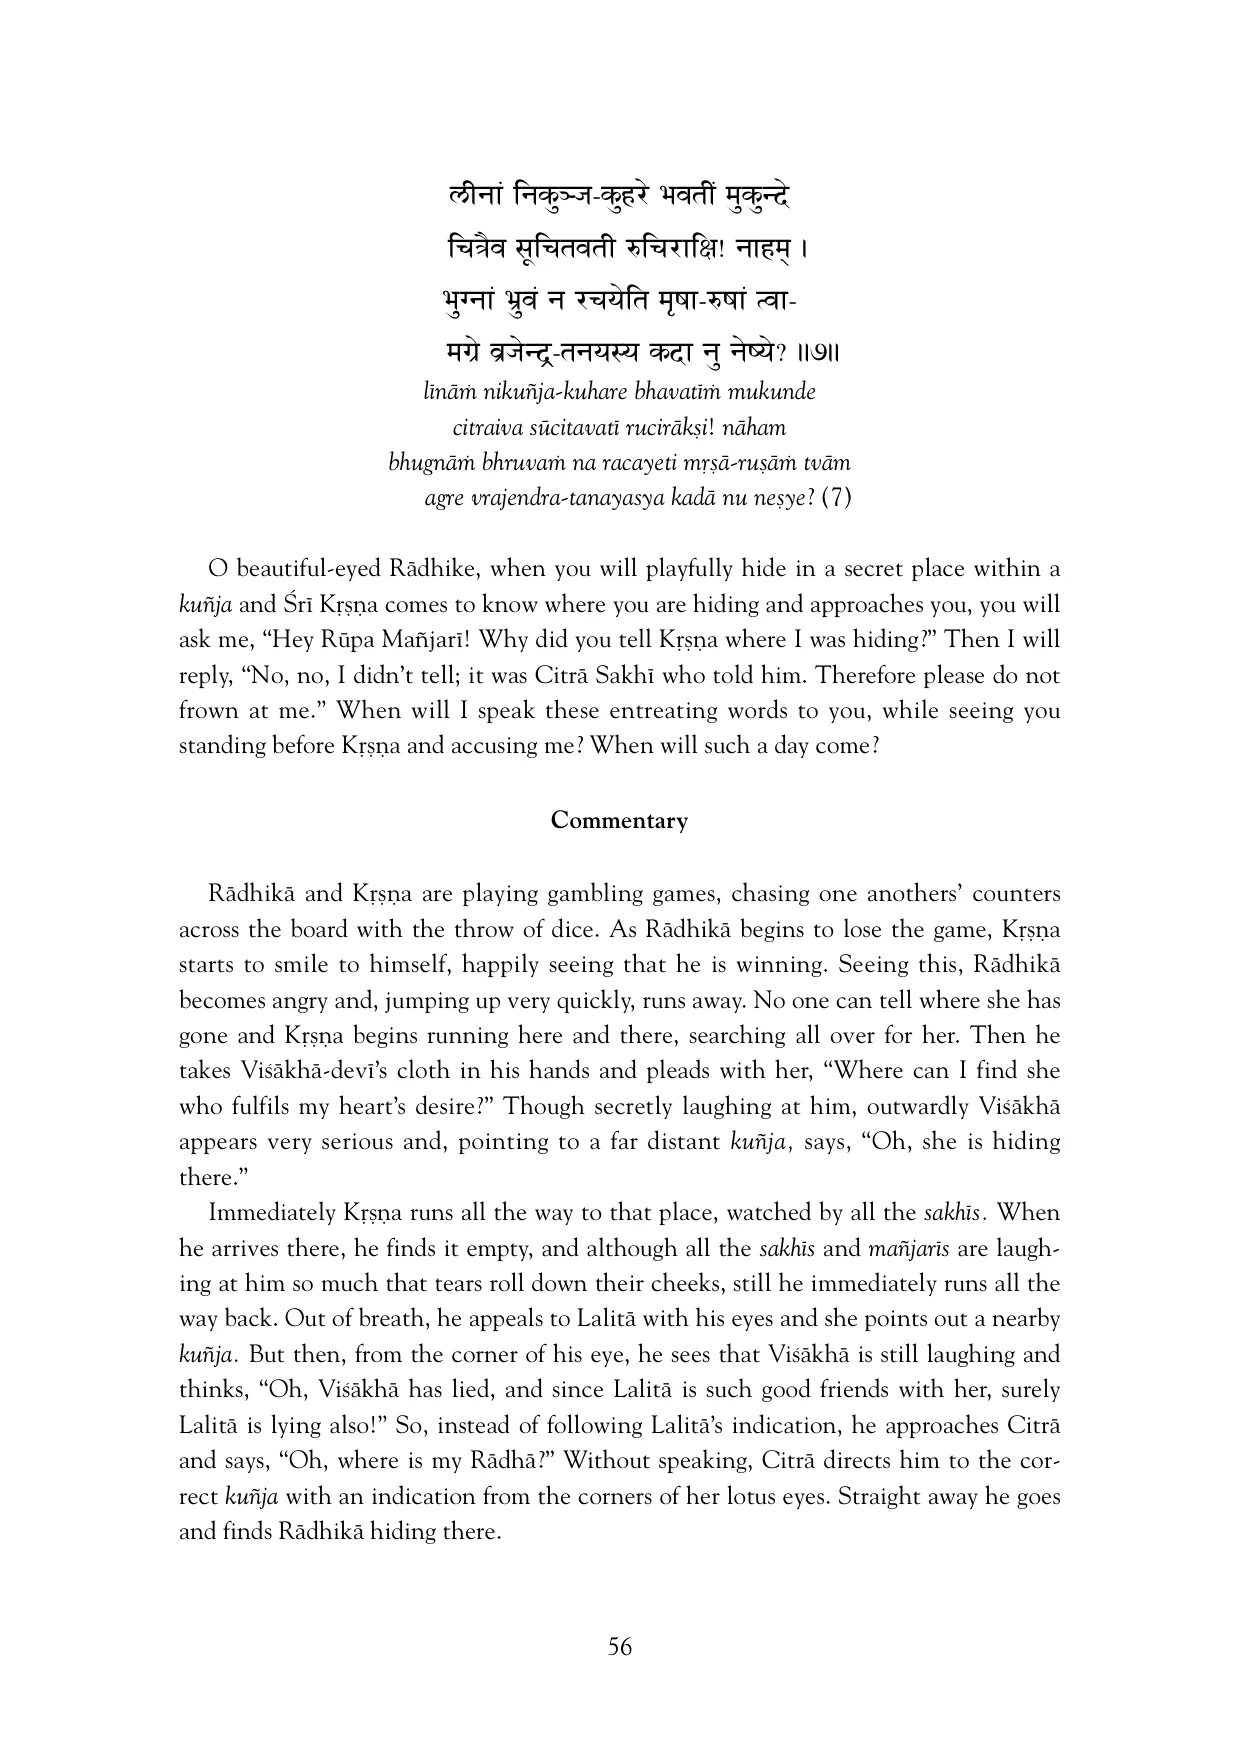 लीनां निकुञ्ज-कुहरे भवतीं मुकुन्दे
चित्रैव सूचितवती रुचिराक्षि! नाहम् ।
भुग्नां भ्रुवं न रचयेति मृषा-रुषां त्वा-
मग्रे व्रजेन्द्र-तनयस्य कदा नु नेष्ये? ॥७॥
līnāṁ nikuñja-kuhare bhavatīṁ mukunde
citraiva sūcitavatī rucirākṣi! nāham
bhugnāṁ bhruvaṁ na racayeti mṛṣā-ruṣāṁ tvām
agre vrajendra-tanayasya kadā nu neṣye? (7)
O beautiful-eyed Rādhike, when you will playfully hide in a secret place within a
kuñja and Śrī Kṛṣṇa comes to know where you are hiding and approaches you, you will
ask me, “Hey Rūpa Mañjarī! Why did you tell Kṛṣṇa where I was hiding?” Then I will
reply, “No, no, I didn’t tell; it was Citrā Sakhī who told him. Therefore please do not
frown at me.” When will I speak these entreating words to you, while seeing you
standing before Kṛṣṇa and accusing me? When will such a day come?
Commentary
Rādhikā and Kṛṣṇa are playing gambling games, chasing one anothers’ counters
across the board with the throw of dice. As Rādhikā begins to lose the game, Kṛṣṇa
starts to smile to himself, happily seeing that he is winning. Seeing this, Rādhikā
becomes angry and, jumping up very quickly, runs away. No one can tell where she has
gone and Kṛṣṇa begins running here and there, searching all over for her. Then he
takes Viśākhā-devī’s cloth in his hands and pleads with her, “Where can I find she
who fulfils my heart’s desire?” Though secretly laughing at him, outwardly Viśākhā
appears very serious and, pointing to a far distant kuñja, says, “Oh, she is hiding
there.”
Immediately Kṛṣṇa runs all the way to that place, watched by all the sakhīs. When
he arrives there, he finds it empty, and although all the sakhīs and mañjarīs are laugh-
ing at him so much that tears roll down their cheeks, still he immediately runs all the
way back. Out of breath, he appeals to Lalitā with his eyes and she points out a nearby
kuñja. But then, from the corner of his eye, he sees that Viśākhā is still laughing and
thinks, “Oh, Viśākhā has lied, and since Lalitā is such good friends with her, surely
Lalitā is lying also!” So, instead of following Lalitā’s indication, he approaches Citrā
and says, “Oh, where is my Rādhā?” Without speaking, Citrā directs him to the cor-
rect kuñja with an indication from the corners of her lotus eyes. Straight away he goes
and finds Rādhikā hiding there.
56